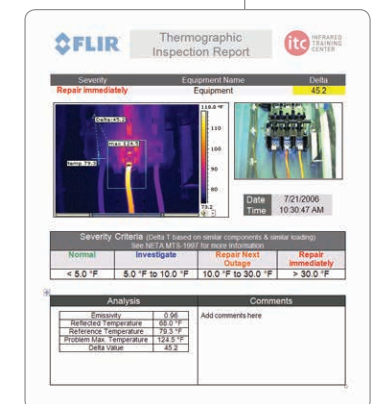 FLIR
Thermographic
Inspection Report
itc INFRARED
TRAINING
CENTER
Severity Equipment Name Delta
Repair immediately Equipment 45.2
Delta 45.2
max 124.5
temp 79.3
118.8 °F
110
100
90
80
73.2
Date 7/21/2006
Time 10:30:47 AM
Severity Criteria (Delta T based on similar components & similar loading)
See NETA MTS-1997 for more Information
Normal Investigate Repair Next Repair
Outage immediately
< 5.0 °F 5.0 °F to 10.0 °F 10.0 °F to 30.0 °F > 30.0 °F
Analysis Comments
Emissivity 0.96 Add comments here
Reflected Temperature 68.0 °F
Reference Temperature 79.3 °F
Problem Max. Temperature 124.5 °F
Delta Value 45.2